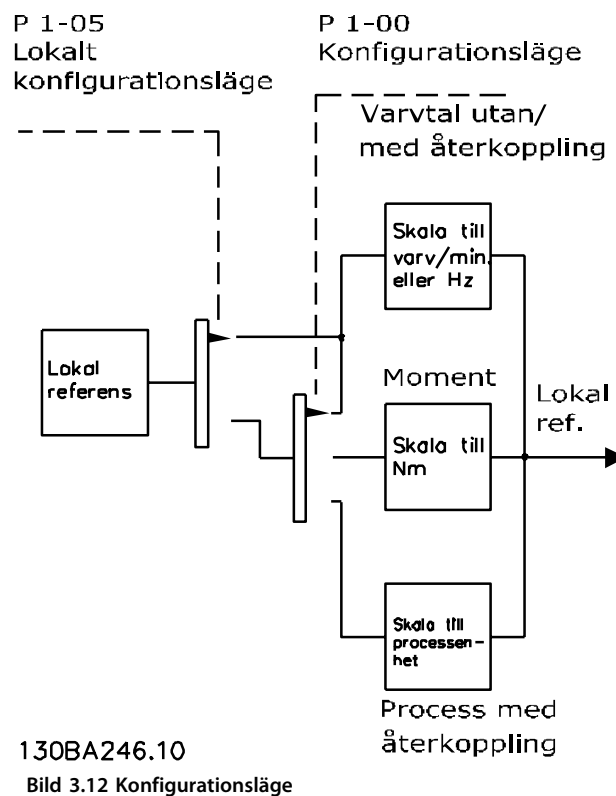 P 1-05
Lokalt
konfigurationsläge
P 1-00
Konfigurationsläge
Varvtal utan/
med återkoppling
Skala till
varv/min.
eller Hz
Lokal
referens
Moment
Skala till
Nm
Lokal
ref.
Skala till
processen-
het
Process med
återkoppling
130BA246.10
Bild 3.12 Konfigurationsläge